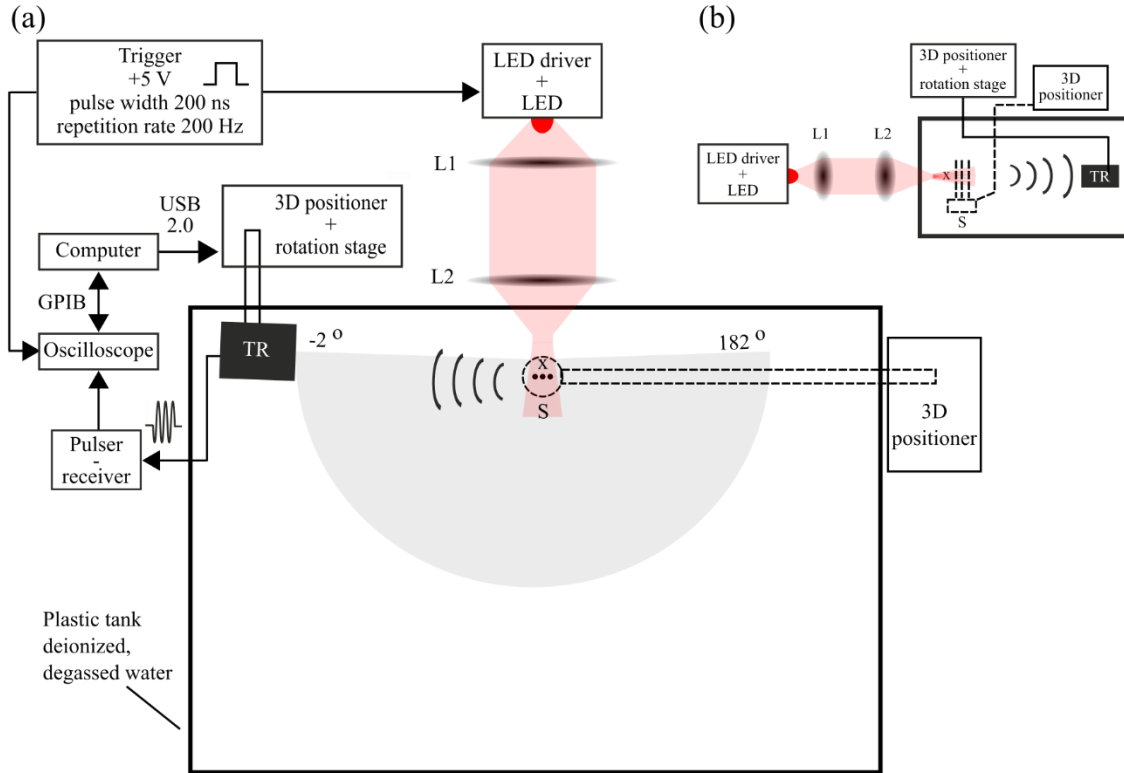 (a)
Trigger
+5 V
pulse width 200 ns
repetition rate 200 Hz
LED driver
+
LED
L1
L2
USB
2.0
3D positioner
+
rotation stage
Computer
GPIB
Oscilloscope
Pulser
-
receiver
TR
-2 o
182 o
x
S
3D
positioner
Plastic tank
deionized,
degassed water
(b)
3D positioner
+
rotation stage
3D
positioner
L1
L2
LED driver
+
LED
x
S
TR